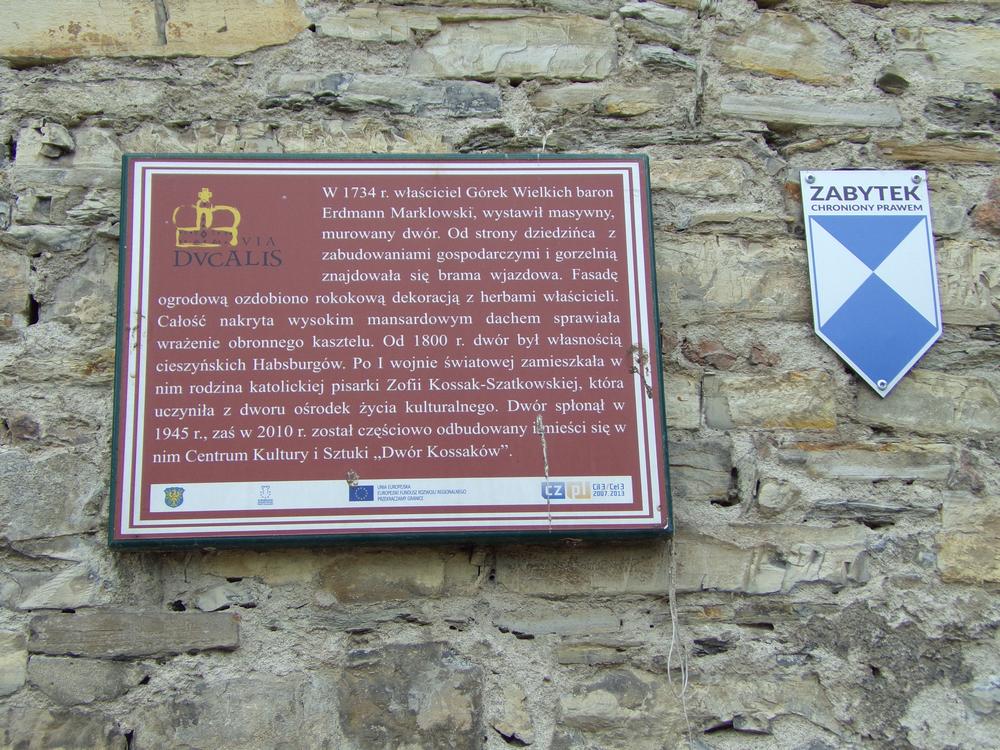 W 1734 r. właściciel Górek Wielkich baron
Erdmann Marklowski, wystawił masywny,
murowany dwór. Od strony dziedzińca z
zabudowaniami gospodarczymi i gorzelnią
znajdowała się brama wjazdowa. Fasadę
VIA
DVCALIS
ogrodową ozdobiono rokokową dekoracją z herbami właścicieli.
Całość nakryta wysokim mansardowym dachem sprawiała
wrażenie obronnego kasztelu. Od 1800 r. dwór był własnością
cieszyńskich Habsburgów. Po I wojnie światowej zamieszkała w
nim rodzina katolickiej pisarki Zofii Kossak-Szatkowskiej, która
uczyniła z dworu ośrodek życia kulturalnego. Dwór spłonął w
1945 r., zaś w 2010 r. został częściowo odbudowany i mieści się w
nim Centrum Kultury i Sztuki „Dwór Kossaków”.
UNIA EUROPEJSKA
EUROPEJSKI FUNDUSZ ROZWOJU REGIONALNEGO
PRZEKRACZAMY GRANICE
cz pl Cíl3/Cel3
2007.2013
ZABYTEK
CHRONIONY PRAWEM